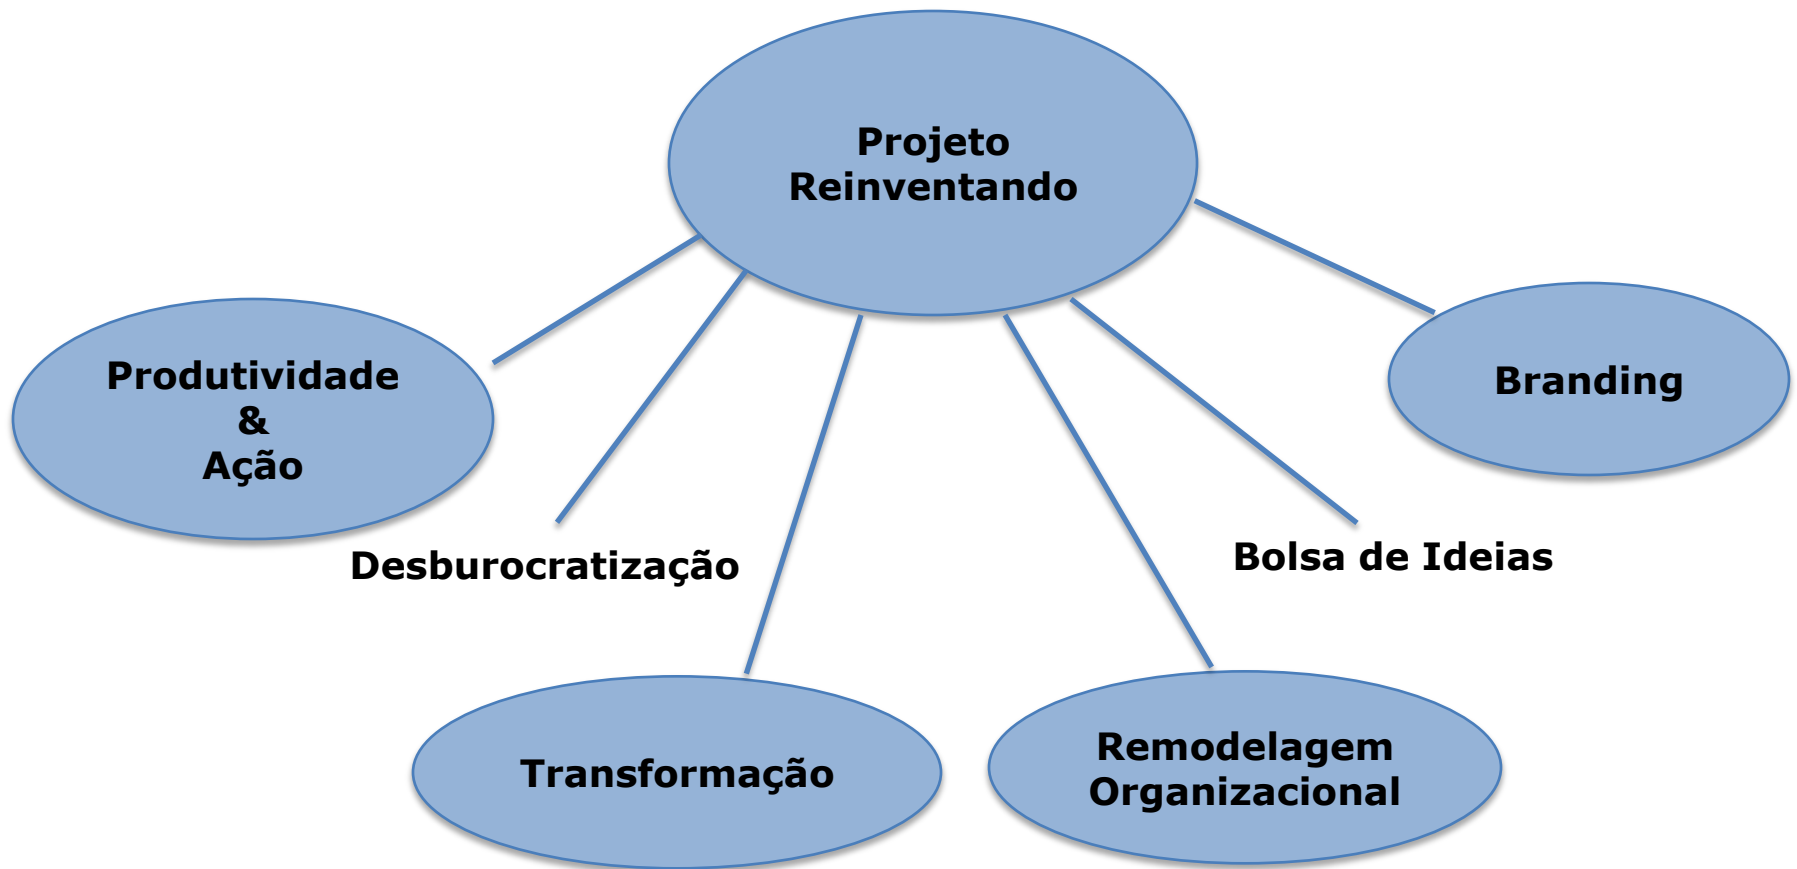 Projeto
Reinventando
Produtividade
&
Ação
Branding
Desburocratização
Bolsa de Ideias
Transformação
Remodelagem
Organizacional